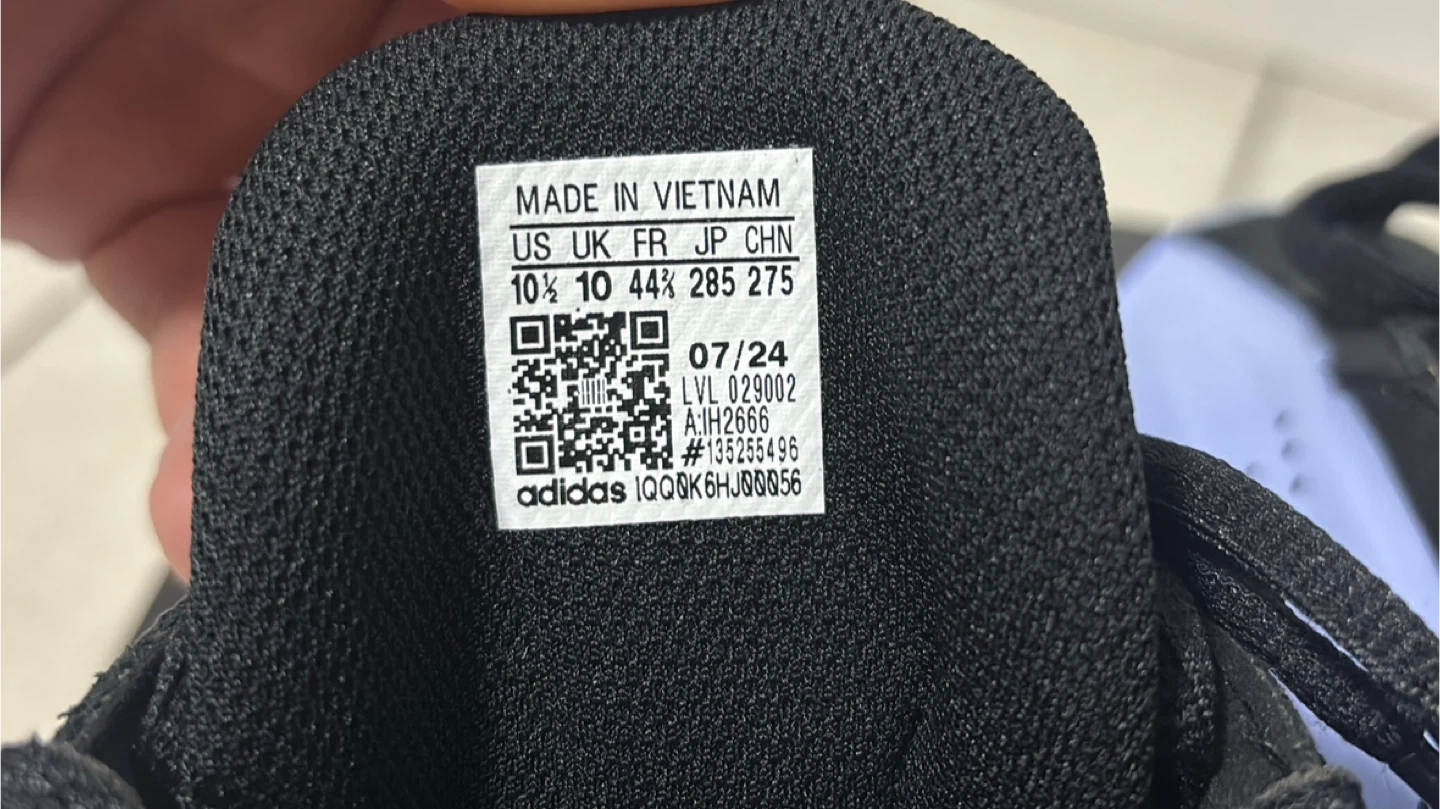 MADE IN VIETNAM
US UK FR JP CHN
10½ 10 44⅔ 285 275
07/24
LVL 029002
A:IH2666
#135255496
adidas 1QQ0K6HJ00056